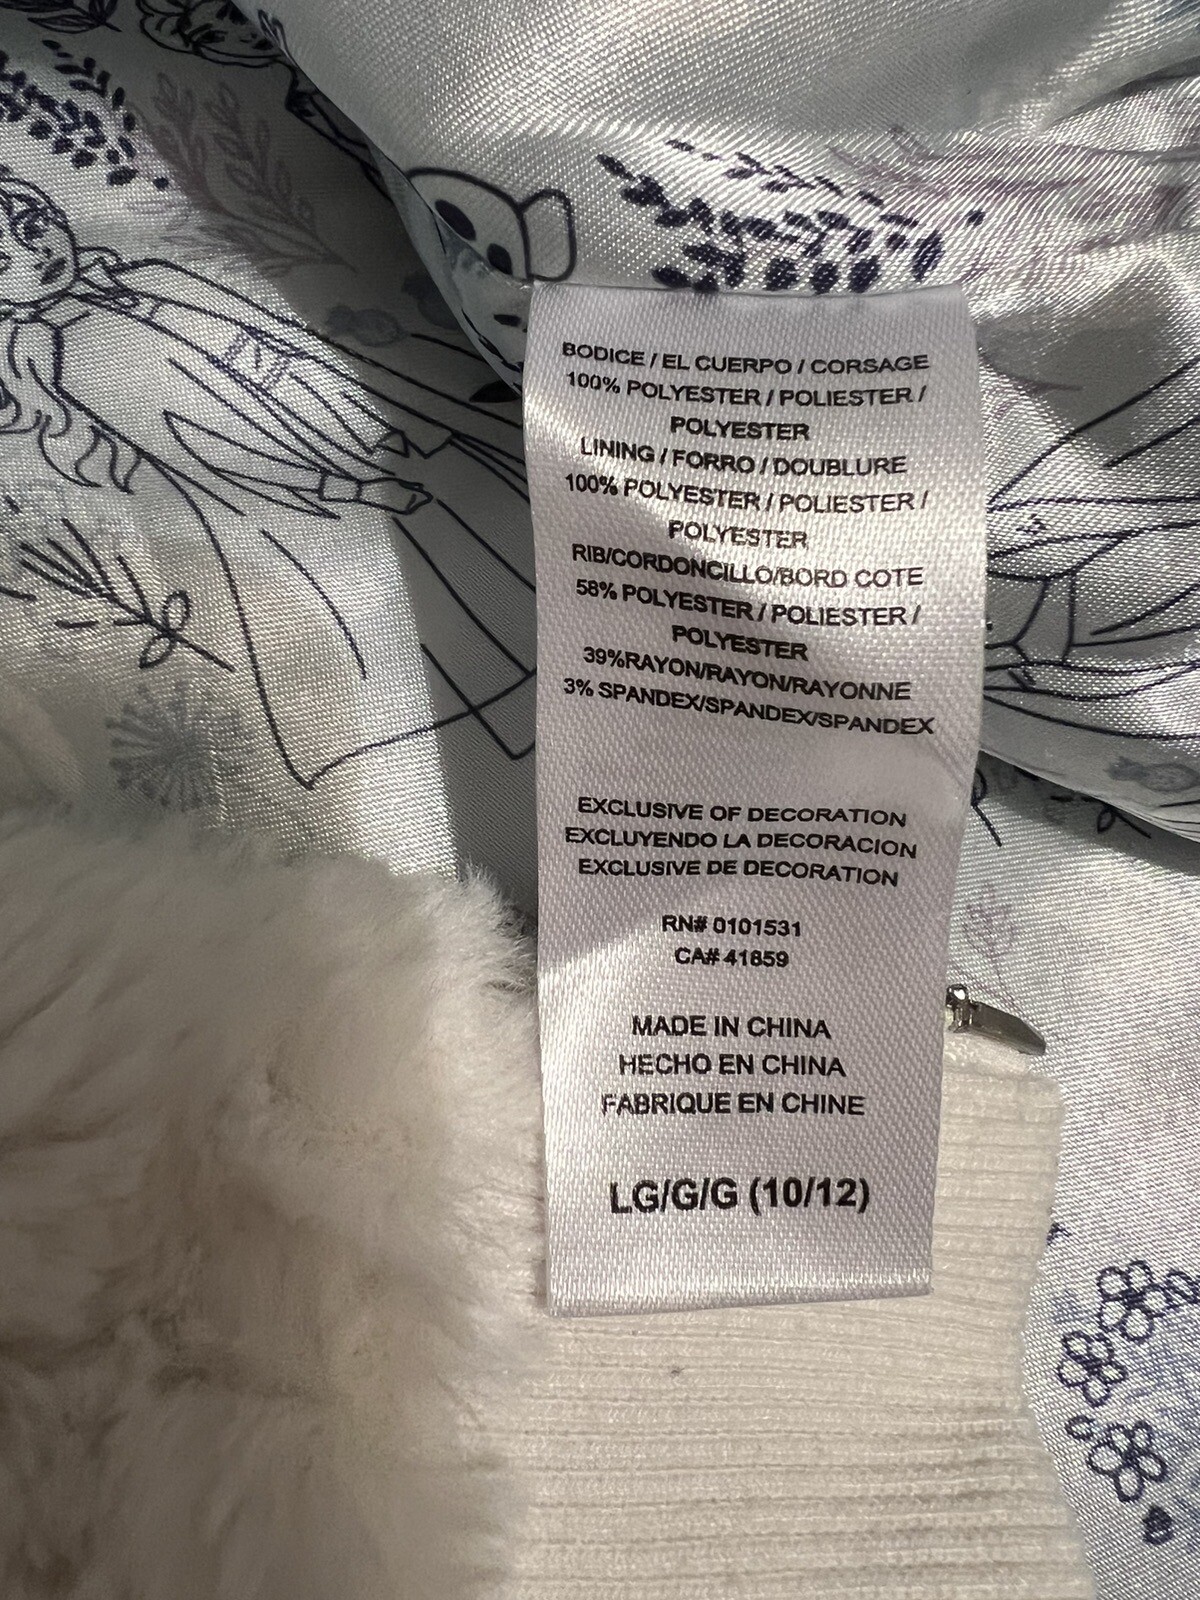 BODICE / EL CUERPO / CORSAGE
100% POLYESTER / POLIESTER /
POLYESTER
LINING / FORRO / DOUBLURE
100% POLYESTER / POLIESTER /
POLYESTER
RIB/CORDONCILLO/BORD COTE
58% POLYESTER / POLIESTER /
POLYESTER
39%RAYON/RAYON/RAYONNE
3% SPANDEX/SPANDEX/SPANDEX
EXCLUSIVE OF DECORATION
EXCLUYENDO LA DECORACION
EXCLUSIVE DE DECORATION
RN# 0101531
CA# 41859
MADE IN CHINA
HECHO EN CHINA
FABRIQUE EN CHINE
LG/G/G (10/12)